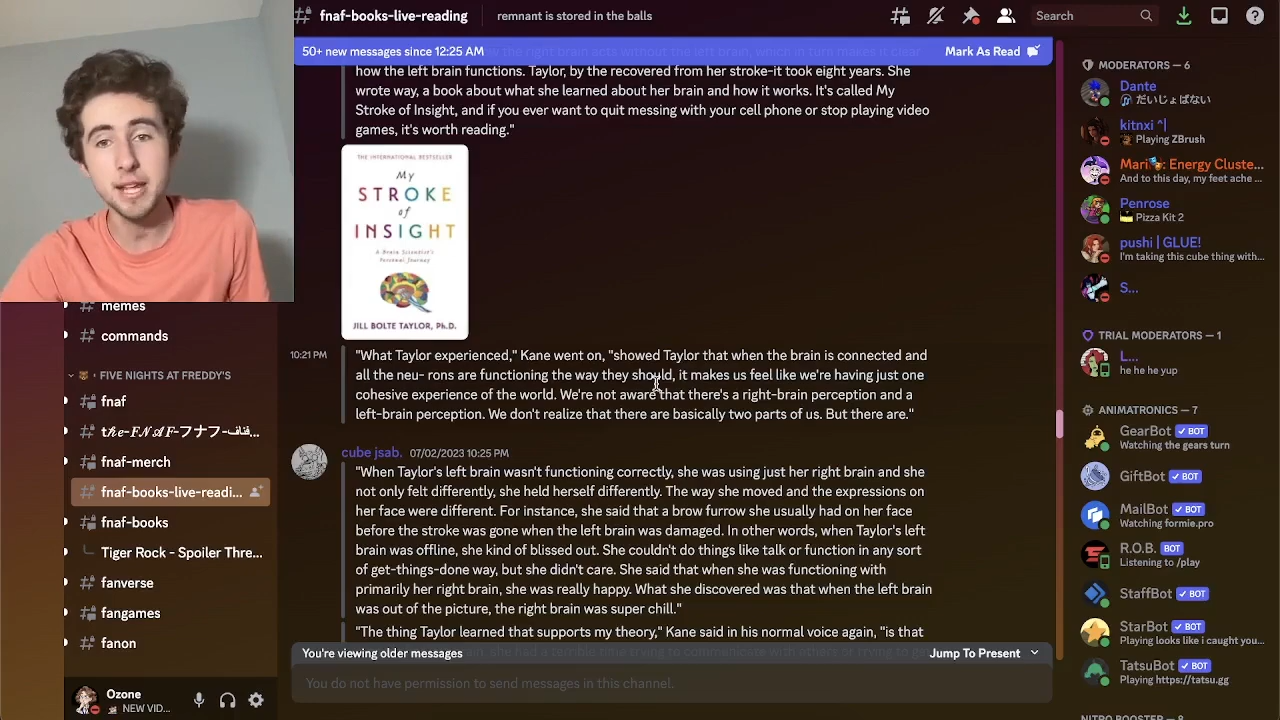 fnaf-books-live-reading
remnant is stored in the balls
Search
50+ new messages since 12:25 AM
Mark As Read
how the left brain functions. Taylor, by the recovered from her stroke-it took eight years. She
wrote way, a book about what she learned about her brain and how it works. It's called My
Stroke of Insight, and if you ever want to quit messing with your cell phone or stop playing video
games, it's worth reading."
THE INTERNATIONAL BESTSELLER
My
STROKE
of
INSIGHT
A Brain Scientist's
Personal Journey
JILL BOLTE TAYLOR, Ph.D.
10:21 PM
"What Taylor experienced," Kane went on, "showed Taylor that when the brain is connected and
all the neu- rons are functioning the way they should, it makes us feel like we're having just one
cohesive experience of the world. We're not aware that there's a right-brain perception and a
left-brain perception. We don't realize that there are basically two parts of us. But there are."
cube jsab. 07/02/2023 10:25 PM
"When Taylor's left brain wasn't functioning correctly, she was using just her right brain and she
not only felt differently, she held herself differently. The way she moved and the expressions on
her face were different. For instance, she said that a brow furrow she usually had on her face
before the stroke was gone when the left brain was damaged. In other words, when Taylor's left
brain was offline, she kind of blissed out. She couldn't do things like talk or function in any sort
of get-things-done way, but she didn't care. She said that when she was functioning with
primarily her right brain, she was really happy. What she discovered was that when the left brain
was out of the picture, the right brain was super chill."
"The thing Taylor learned that supports my theory," Kane said in his normal voice again, "is that
You're viewing older messages
Jump To Present
You do not have permission to send messages in this channel.
memes
commands
FIVE NIGHTS AT FREDDY'S
fnaf
the-FNAF-フナフ-فناف...
fnaf-merch
fnaf-books-live-readi...
fnaf-books
Tiger Rock - Spoiler Thre...
fanverse
fangames
fanon
Ozone
NEW VID...
MODERATORS — 6
Dante
だいじょばない
kitnxi ^|
Playing ZBrush
Energy Cluste...
And to this day, my feet ache ...
Penrose
Pizza Kit 2
pushi | GLUE!
I'm taking this cube thing with...
S...
TRIAL MODERATORS — 1
L...
he he he yup
ANIMATRONICS — 7
GearBot BOT
Watching the gears turn
GiftBot BOT
MailBot BOT
Watching formie.pro
R.O.B. BOT
Listening to /play
StaffBot BOT
StarBot BOT
Playing looks like i caught you...
TatsuBot BOT
Playing https://tatsu.gg